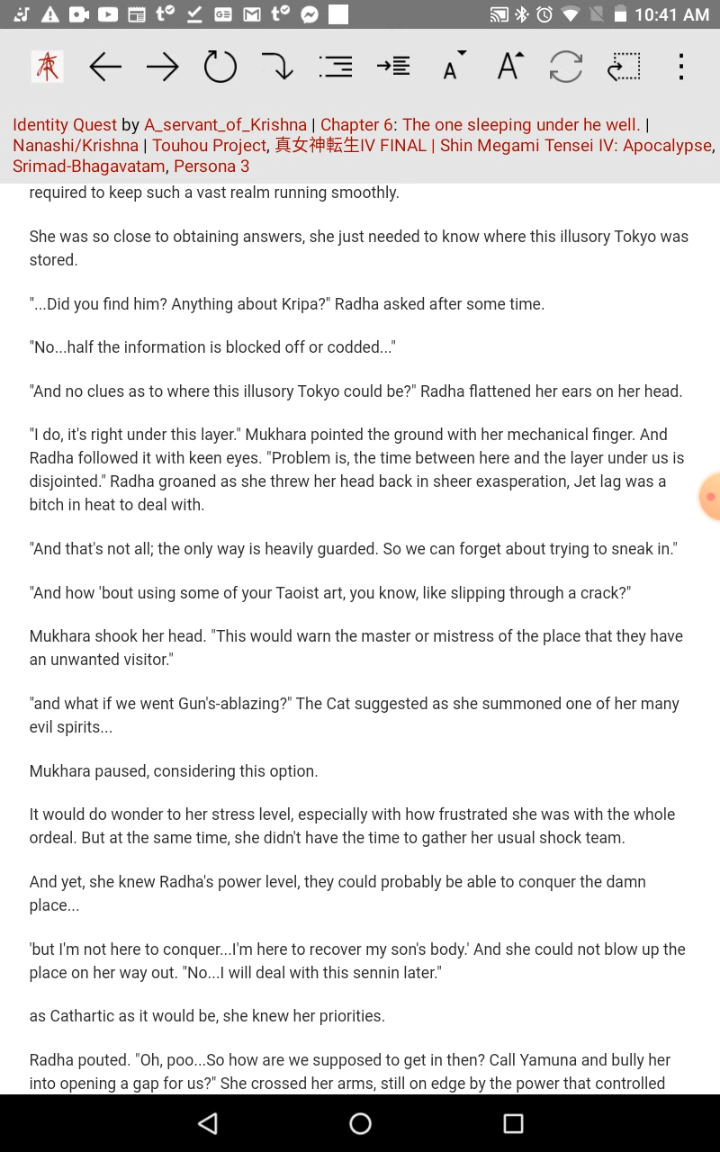 10:41 AM
Identity Quest by A_servant_of_Krishna | Chapter 6: The one sleeping under he well. |
Nanashi/Krishna | Touhou Project, 真女神転生IV FINAL | Shin Megami Tensei IV: Apocalypse,
Srimad-Bhagavatam, Persona 3
required to keep such a vast realm running smoothly.
She was so close to obtaining answers, she just needed to know where this illusory Tokyo was
stored.
"...Did you find him? Anything about Kripa?" Radha asked after some time.
"No...half the information is blocked off or codded..."
"And no clues as to where this illusory Tokyo could be?" Radha flattened her ears on her head.
"I do, it's right under this layer." Mukhara pointed the ground with her mechanical finger. And
Radha followed it with keen eyes. "Problem is, the time between here and the layer under us is
disjointed." Radha groaned as she threw her head back in sheer exasperation, Jet lag was a
bitch in heat to deal with.
"And that's not all; the only way is heavily guarded. So we can forget about trying to sneak in."
"And how 'bout using some of your Taoist art, you know, like slipping through a crack?"
Mukhara shook her head. "This would warn the master or mistress of the place that they have
an unwanted visitor."
"and what if we went Gun's-ablazing?" The Cat suggested as she summoned one of her many
evil spirits...
Mukhara paused, considering this option.
It would do wonder to her stress level, especially with how frustrated she was with the whole
ordeal. But at the same time, she didn't have the time to gather her usual shock team.
And yet, she knew Radha's power level, they could probably be able to conquer the damn
place...
'but I'm not here to conquer...I'm here to recover my son's body.' And she could not blow up the
place on her way out. "No...I will deal with this sennin later."
as Cathartic as it would be, she knew her priorities.
Radha pouted. "Oh, poo...So how are we supposed to get in then? Call Yamuna and bully her
into opening a gap for us?" She crossed her arms, still on edge by the power that controlled